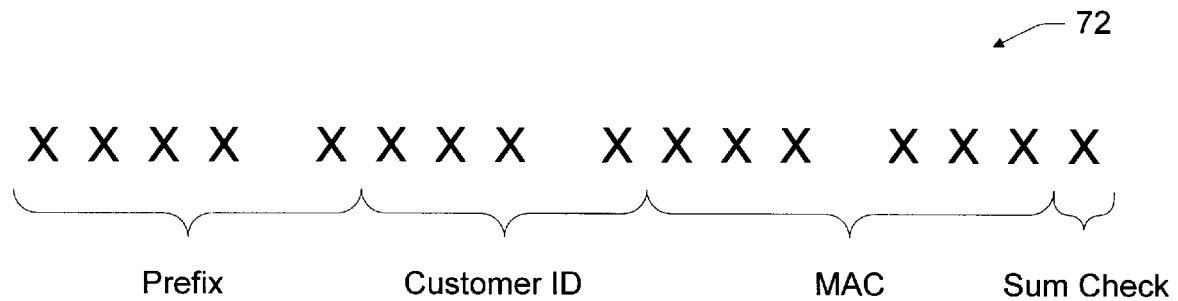 72
X X X X X X X X X X X X X X X X
Prefix Customer ID MAC Sum Check